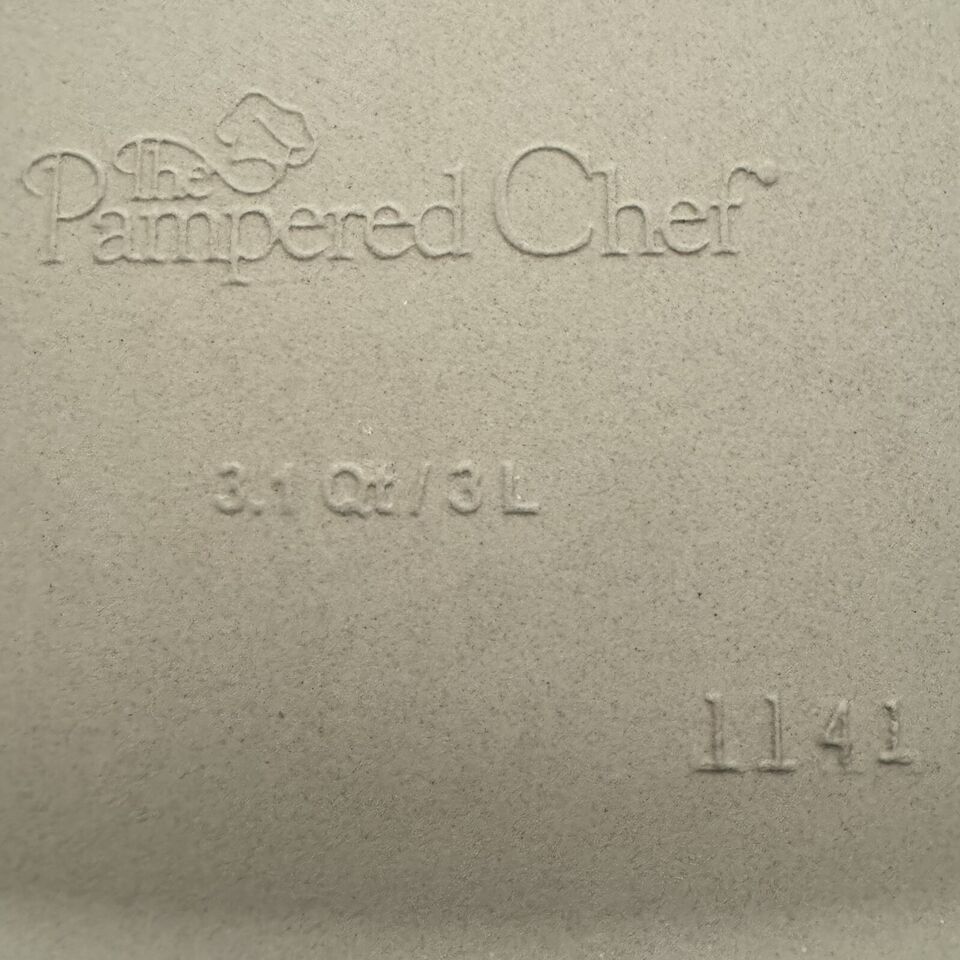 The
Pampered Chef
3.1 Qt / 3 L
1141